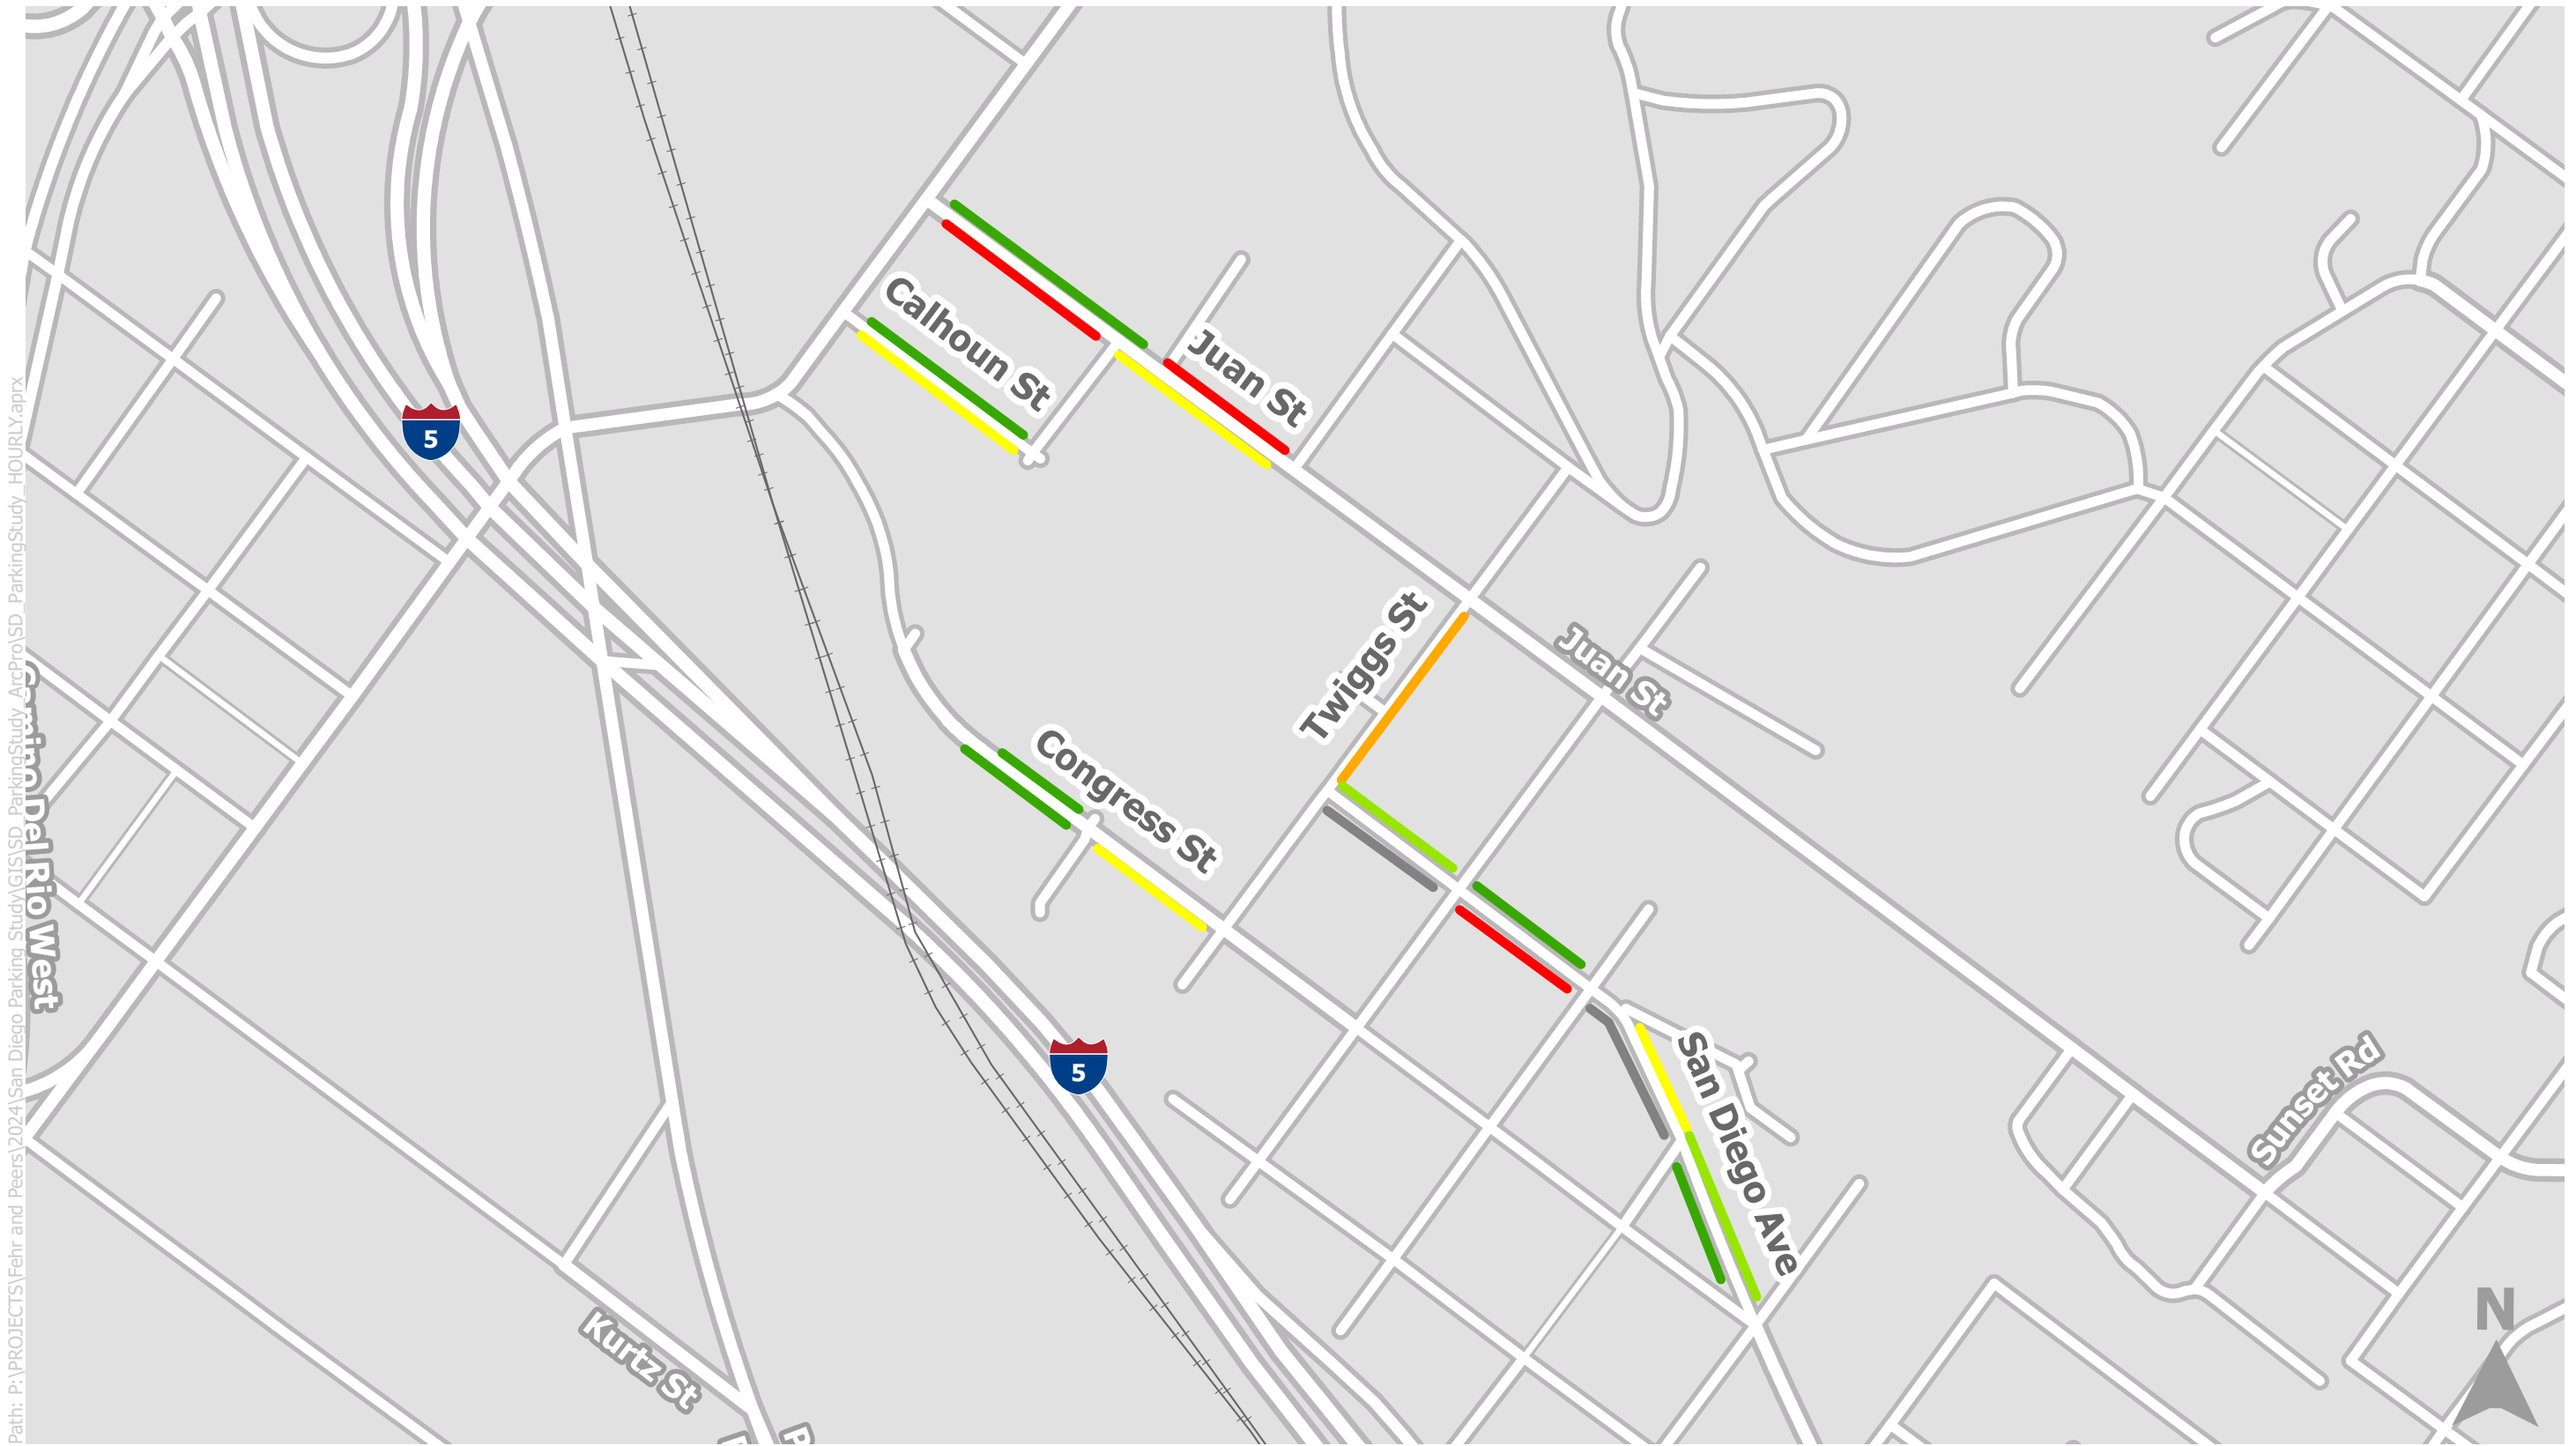 Calhoun St
Juan St
5
Twiggs St
Juan St
Congress St
Camino Del Rio West
5
San Diego Ave
Sunset Rd
N
Kurtz St
Path: P:\PROJECTS\Fehr and Peers\2024\San Diego Parking Study\GIS\SD_ParkingStudy_ArcPro\SD_ParkingStudy_HOURLY.aprx